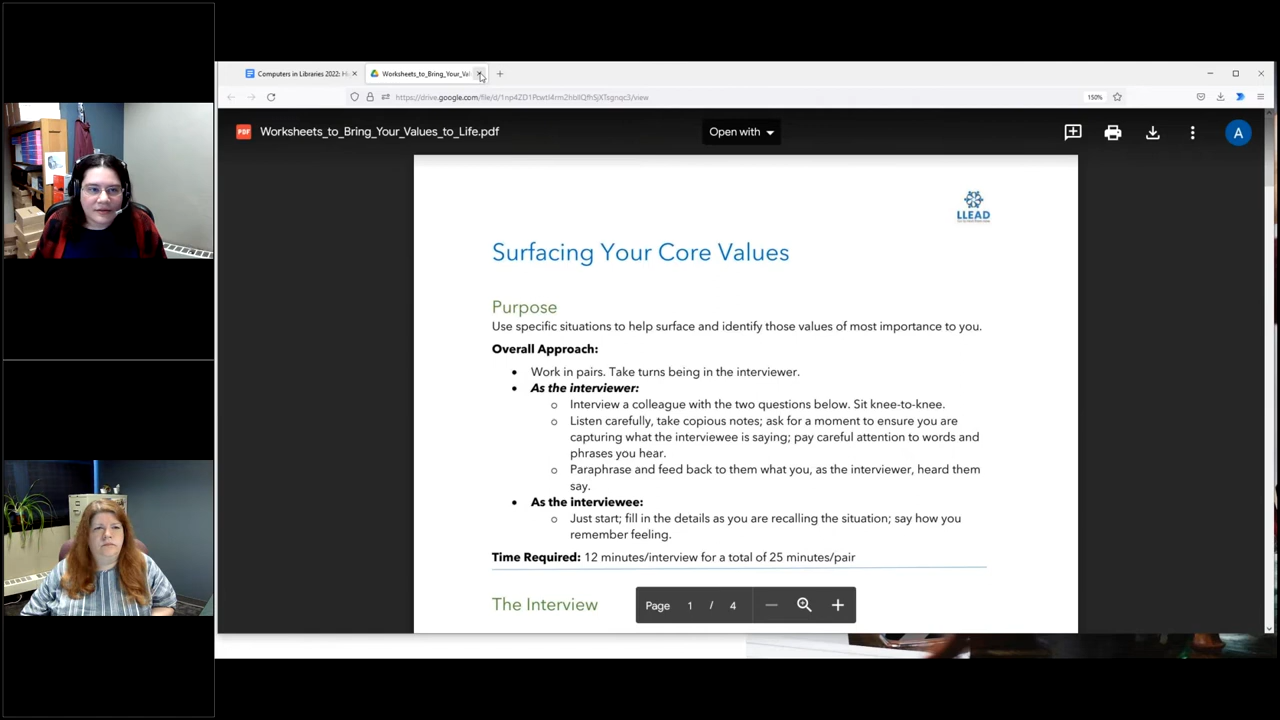 Computers in Libraries 2022: H
Worksheets_to_Bring_Your_Val
https://drive.google.com/file/d/
/view
150%
PDF
Worksheets_to_Bring_Your_Values_to_Life.pdf
Open with
A
LLEAD
Surfacing Your Core Values
Purpose
Use specific situations to help surface and identify those values of most importance to you.
Overall Approach:
• Work in pairs. Take turns being in the interviewer.
• As the interviewer:
o Interview a colleague with the two questions below. Sit knee-to-knee.
o Listen carefully, take copious notes; ask for a moment to ensure you are
capturing what the interviewee is saying; pay careful attention to words and
phrases you hear.
o Paraphrase and feed back to them what you, as the interviewer, heard them
say.
• As the interviewee:
o Just start; fill in the details as you are recalling the situation; say how you
remember feeling.
Time Required: 12 minutes/interview for a total of 25 minutes/pair
The Interview
Page 1 / 4